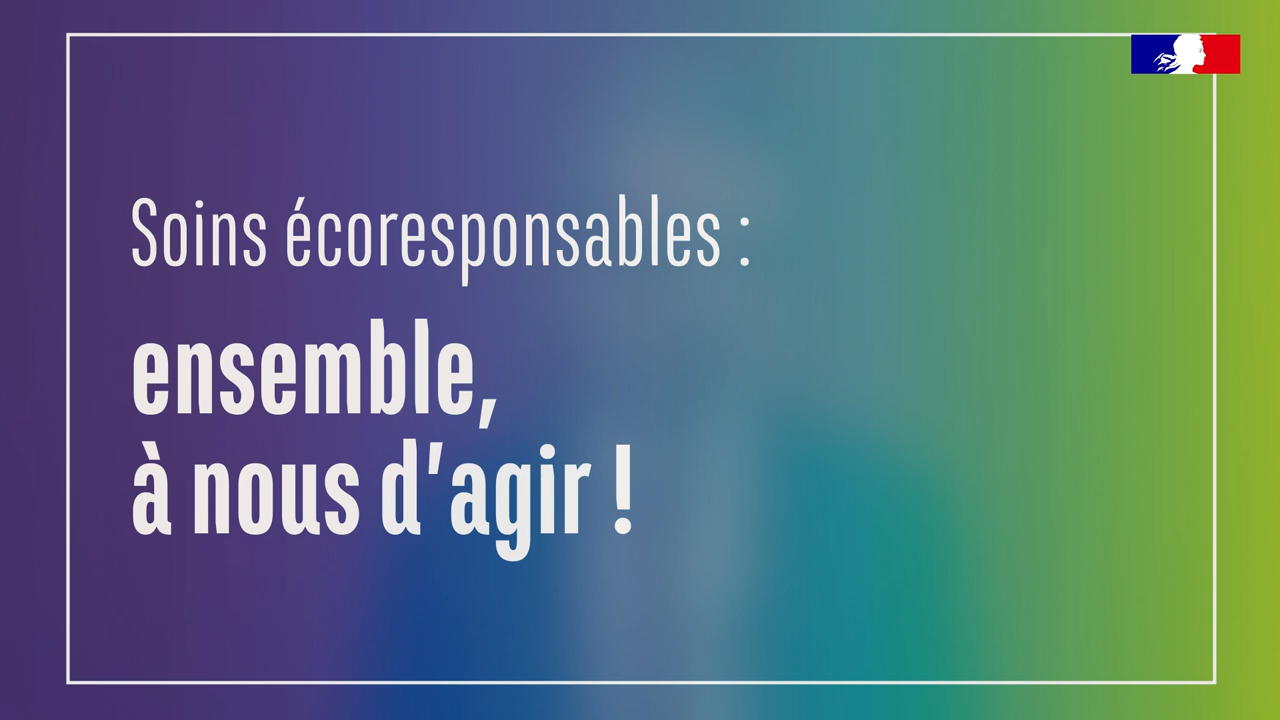 Soins écoresponsables :
ensemble,
à nous d’agir !